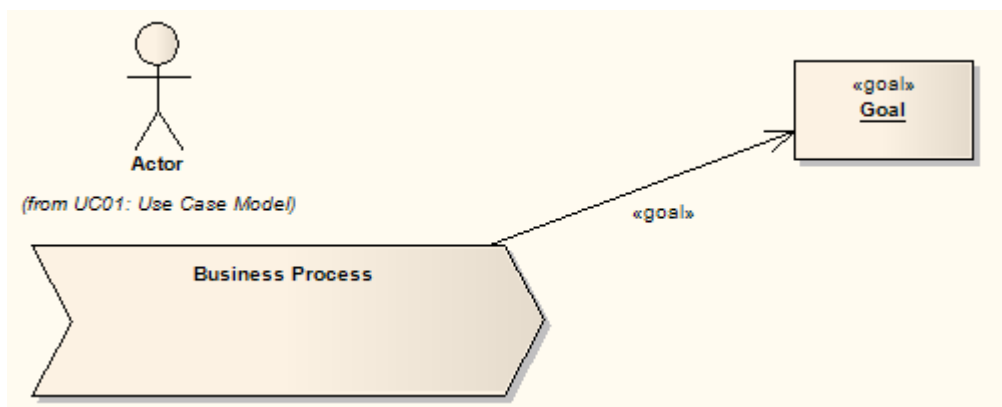 «goal»
Goal
Actor
(from UC01: Use Case Model)
«goal»
Business Process